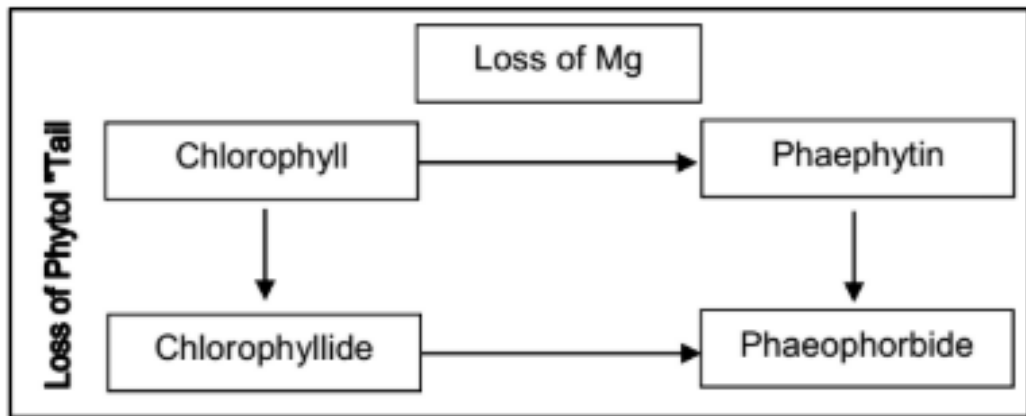 Loss of Mg
Loss of Phytol "Tail
Chlorophyll
Phaephytin
Chlorophyllide
Phaeophorbide